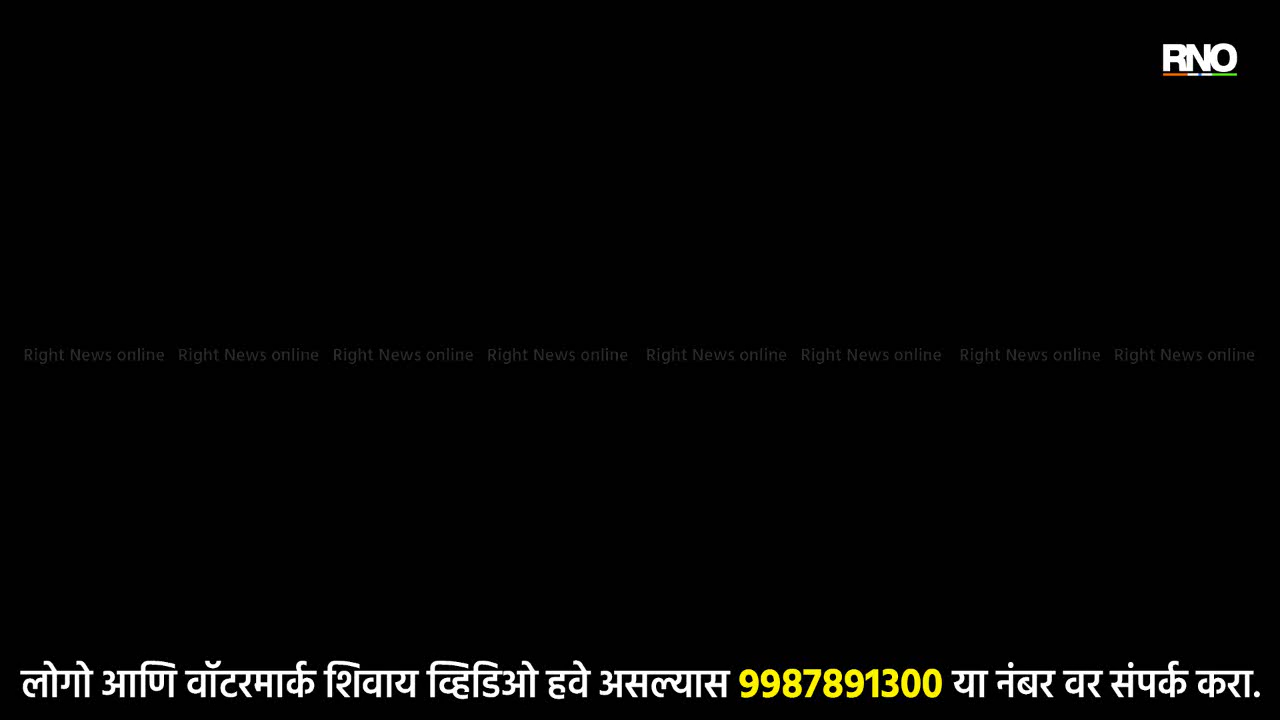 RNO
Right News online Right News online Right News online Right News online Right News online Right News online Right News online Right News online
लोगो आणि वॉटरमार्क शिवाय व्हिडिओ हवे असल्यास 9987891300 या नंबर वर संपर्क करा.